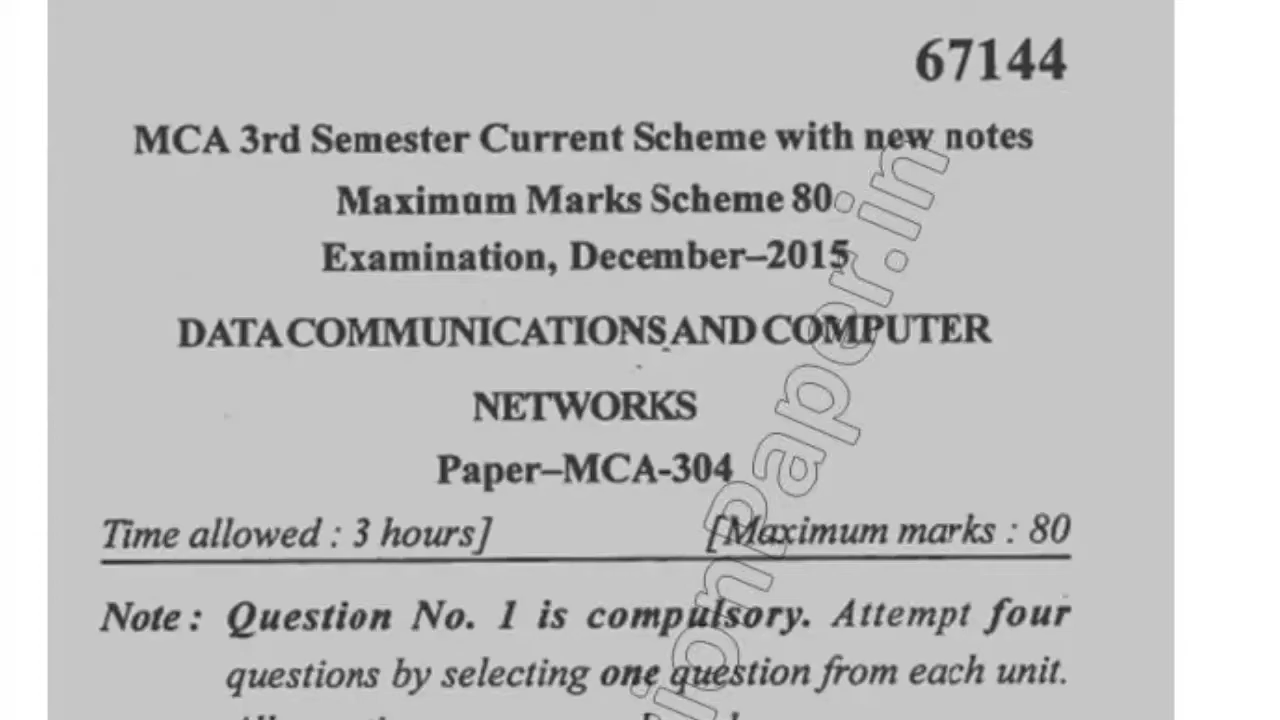 67144
MCA 3rd Semester Current Scheme with new notes
Maximum Marks Scheme 80
Examination, December–2015
DATA COMMUNICATIONS AND COMPUTER
NETWORKS
Paper–MCA-304
Time allowed : 3 hours]
[Maximum marks : 80
Note : Question No. 1 is compulsory. Attempt four
questions by selecting one question from each unit.